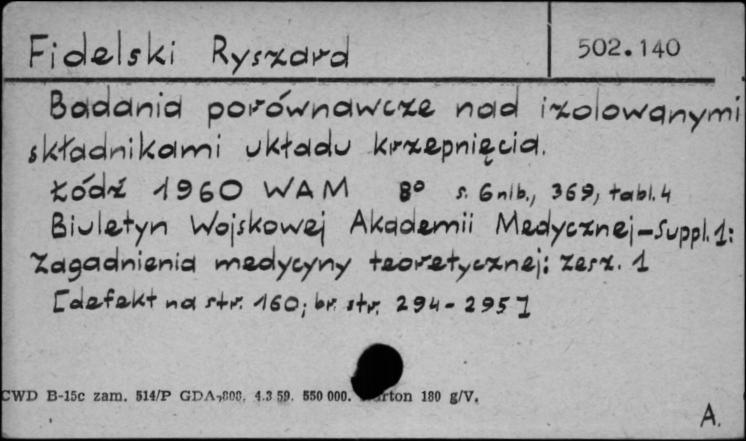 Fidelski Ryszard 502.140
Badania porównawcze nad izolowanymi
składnikami układu krzepnięcia.
Łódź 1960 WAM 8° s. 6 nlb., 369, tabl. 4
Biuletyn Wojskowej Akademii Medycznej-Suppl. 1:
Zagadnienia medycyny teoretycznej: zesz. 1
[defekt na str. 160; br. str. 294-295]
CWD B-15c zam. 514/P GDA, 4.3 59. 550 000. 180 g/V.
A.